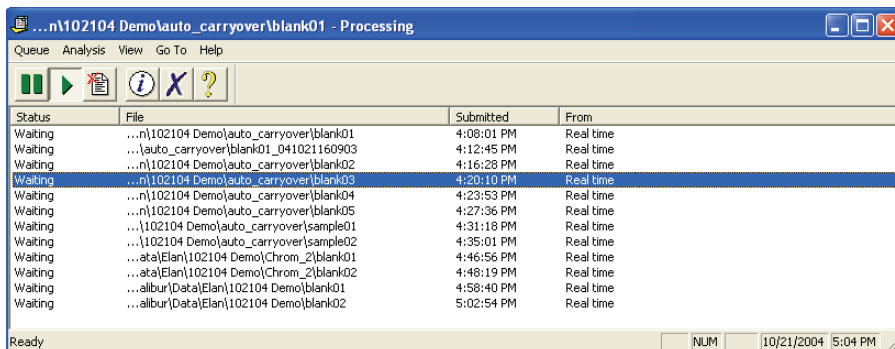 ...n\102104 Demo\auto_carryover\blank01 - Processing
Queue Analysis View Go To Help
Status File Submitted From
Waiting ...n\102104 Demo\auto_carryover\blank01 4:08:01 PM Real time
Waiting ...\auto_carryover\blank01_041021160903 4:12:45 PM Real time
Waiting ...n\102104 Demo\auto_carryover\blank02 4:16:28 PM Real time
Waiting ...n\102104 Demo\auto_carryover\blank03 4:20:10 PM Real time
Waiting ...n\102104 Demo\auto_carryover\blank04 4:23:53 PM Real time
Waiting ...n\102104 Demo\auto_carryover\blank05 4:27:36 PM Real time
Waiting ...\102104 Demo\auto_carryover\sample01 4:31:18 PM Real time
Waiting ...\102104 Demo\auto_carryover\sample02 4:35:01 PM Real time
Waiting ...ata\Elan\102104 Demo\Chrom_2\blank01 4:46:56 PM Real time
Waiting ...ata\Elan\102104 Demo\Chrom_2\blank02 4:48:19 PM Real time
Waiting ...alibur\Data\Elan\102104 Demo\blank01 4:58:40 PM Real time
Waiting ...alibur\Data\Elan\102104 Demo\blank02 5:02:54 PM Real time
Ready NUM 10/21/2004 5:04 PM